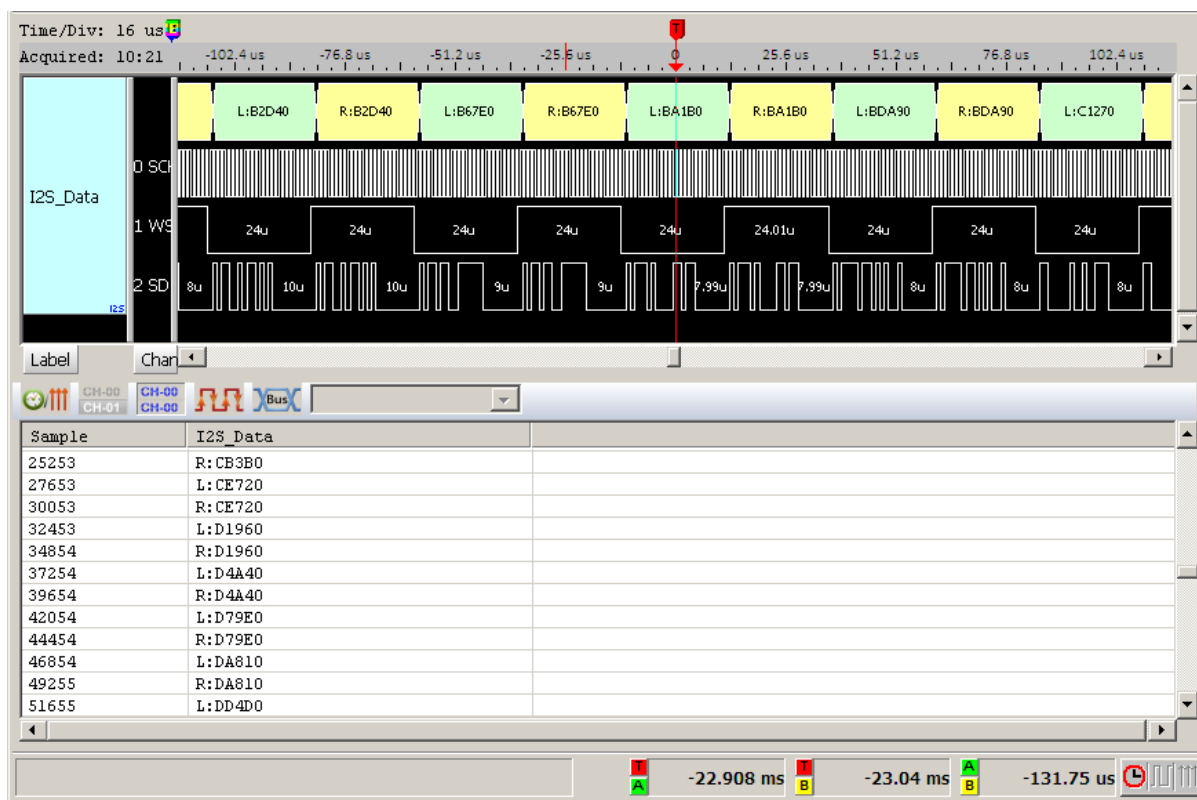 Time/Div: 16 us
Acquired: 10:21 -102.4 us -76.8 us -51.2 us -25.6 us 0 25.6 us 51.2 us 76.8 us 102.4 us
T
L:B2D40 R:B2D40 L:B67E0 R:B67E0 L:BA1B0 R:BA1B0 L:BDA90 R:BDA90 L:C1270
I2S_Data
I2S
0 SCK
1 WS 24u 24u 24u 24u 24u 24.01u 24u 24u 24u
2 SD 8u 10u 10u 9u 9u 7.99u 7.99u 8u 8u 8u
Label Chan
CH-00 CH-00 Bus
CH-01 CH-00
Sample I2S_Data
25253 R:CB3B0
27653 L:CE720
30053 R:CE720
32453 L:D1960
34854 R:D1960
37254 L:D4A40
39654 R:D4A40
42054 L:D79E0
44454 R:D79E0
46854 L:DA810
49255 R:DA810
51655 L:DD4D0
T A -22.908 ms T B -23.04 ms A B -131.75 us